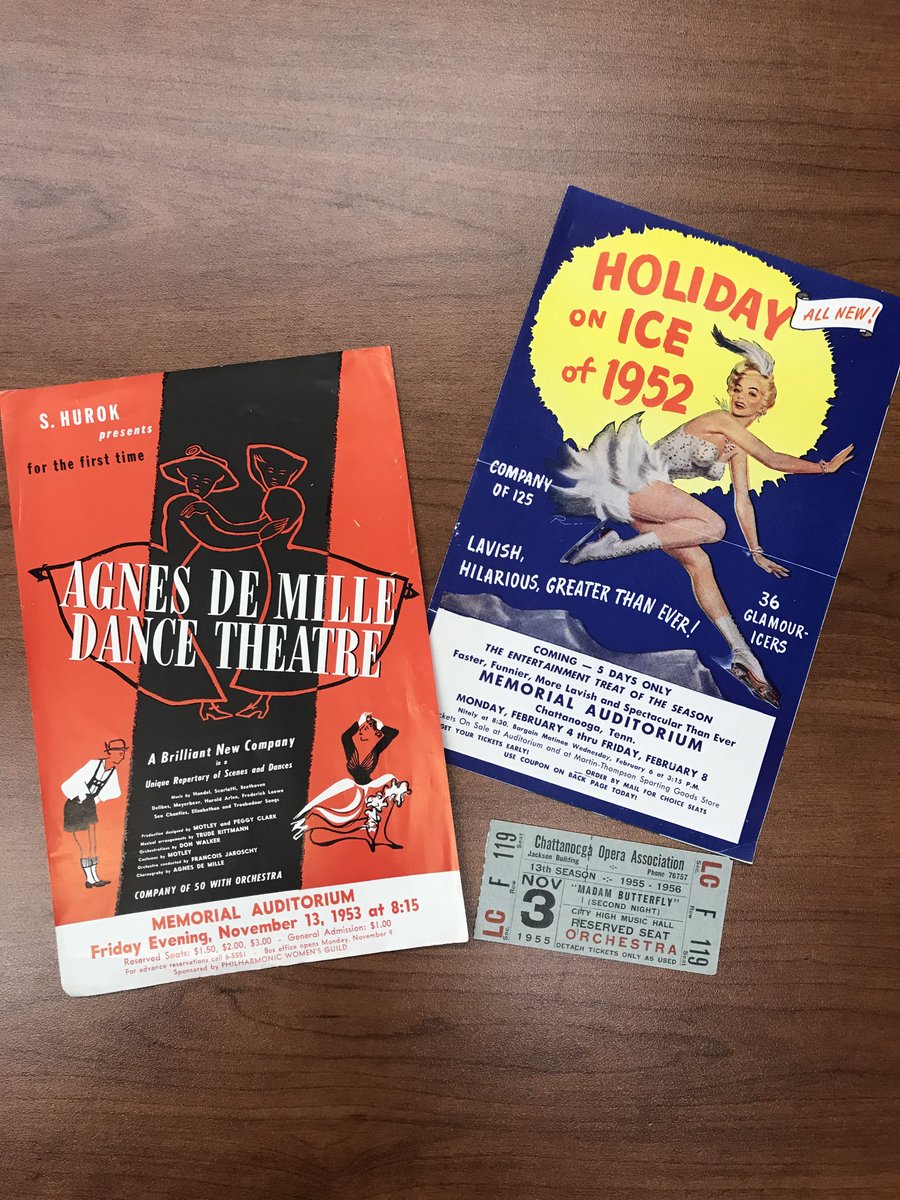 S. HUROK
presents
for the first time
AGNES DE MILLE
DANCE THEATRE
A Brilliant New Company
in a
Unique Repertory of Scenes and Dances
Music by Handel, Scarlatti, Beethoven
Delibes, Meyerbeer, Harold Arlen, Frederick Loewe
Sea Chanties, Elizabethan and Troubadour Songs
Production designed by MOTLEY and PEGGY CLARK
Musical arrangements by TRUDE RITTMANN
Orchestrations by DON WALKER
Costumes by MOTLEY
Orchestra conducted by FRANCOIS JAROSCHY
Choreography by AGNES DE MILLE
COMPANY OF 50 WITH ORCHESTRA
MEMORIAL AUDITORIUM
Friday Evening, November 13, 1953 at 8:15
Reserved Seats: $1.50, $2.00, $3.00 - General Admission: $1.00
For advance reservations call 6-5551 - Box office opens Monday, November 9
Sponsored by PHILHARMONIC WOMEN'S GUILD
HOLIDAY
ON ICE
of 1952
ALL NEW!
COMPANY
OF 125
LAVISH,
HILARIOUS, GREATER THAN EVER!
36
GLAMOUR-
ICERS
COMING — 5 DAYS ONLY
THE ENTERTAINMENT TREAT OF THE SEASON
Faster, Funnier, More Lavish and Spectacular Than Ever
MEMORIAL AUDITORIUM
Chattanooga, Tenn.
MONDAY, FEBRUARY 4 thru FRIDAY, FEBRUARY 8
Nitely at 8:30. Bargain Matinee Wednesday, February 6 at 3:15 P.M.
ckets On Sale at Auditorium and at Martin-Thompson Sporting Goods Store
GET YOUR TICKETS EARLY! — ORDER BY MAIL FOR CHOICE SEATS
USE COUPON ON BACK PAGE TODAY!
LC Sec.
F Row
119 Seat
Chattanooga Opera Association
Jackson Building Phone 76757
13th SEASON 1955 - 1956
NOV
3
1955
"MADAM BUTTERFLY"
(SECOND NIGHT)
CITY HIGH MUSIC HALL
RESERVED SEAT
ORCHESTRA
DETACH TICKETS ONLY AS USED
LC Sec.
F Row
119 Seat